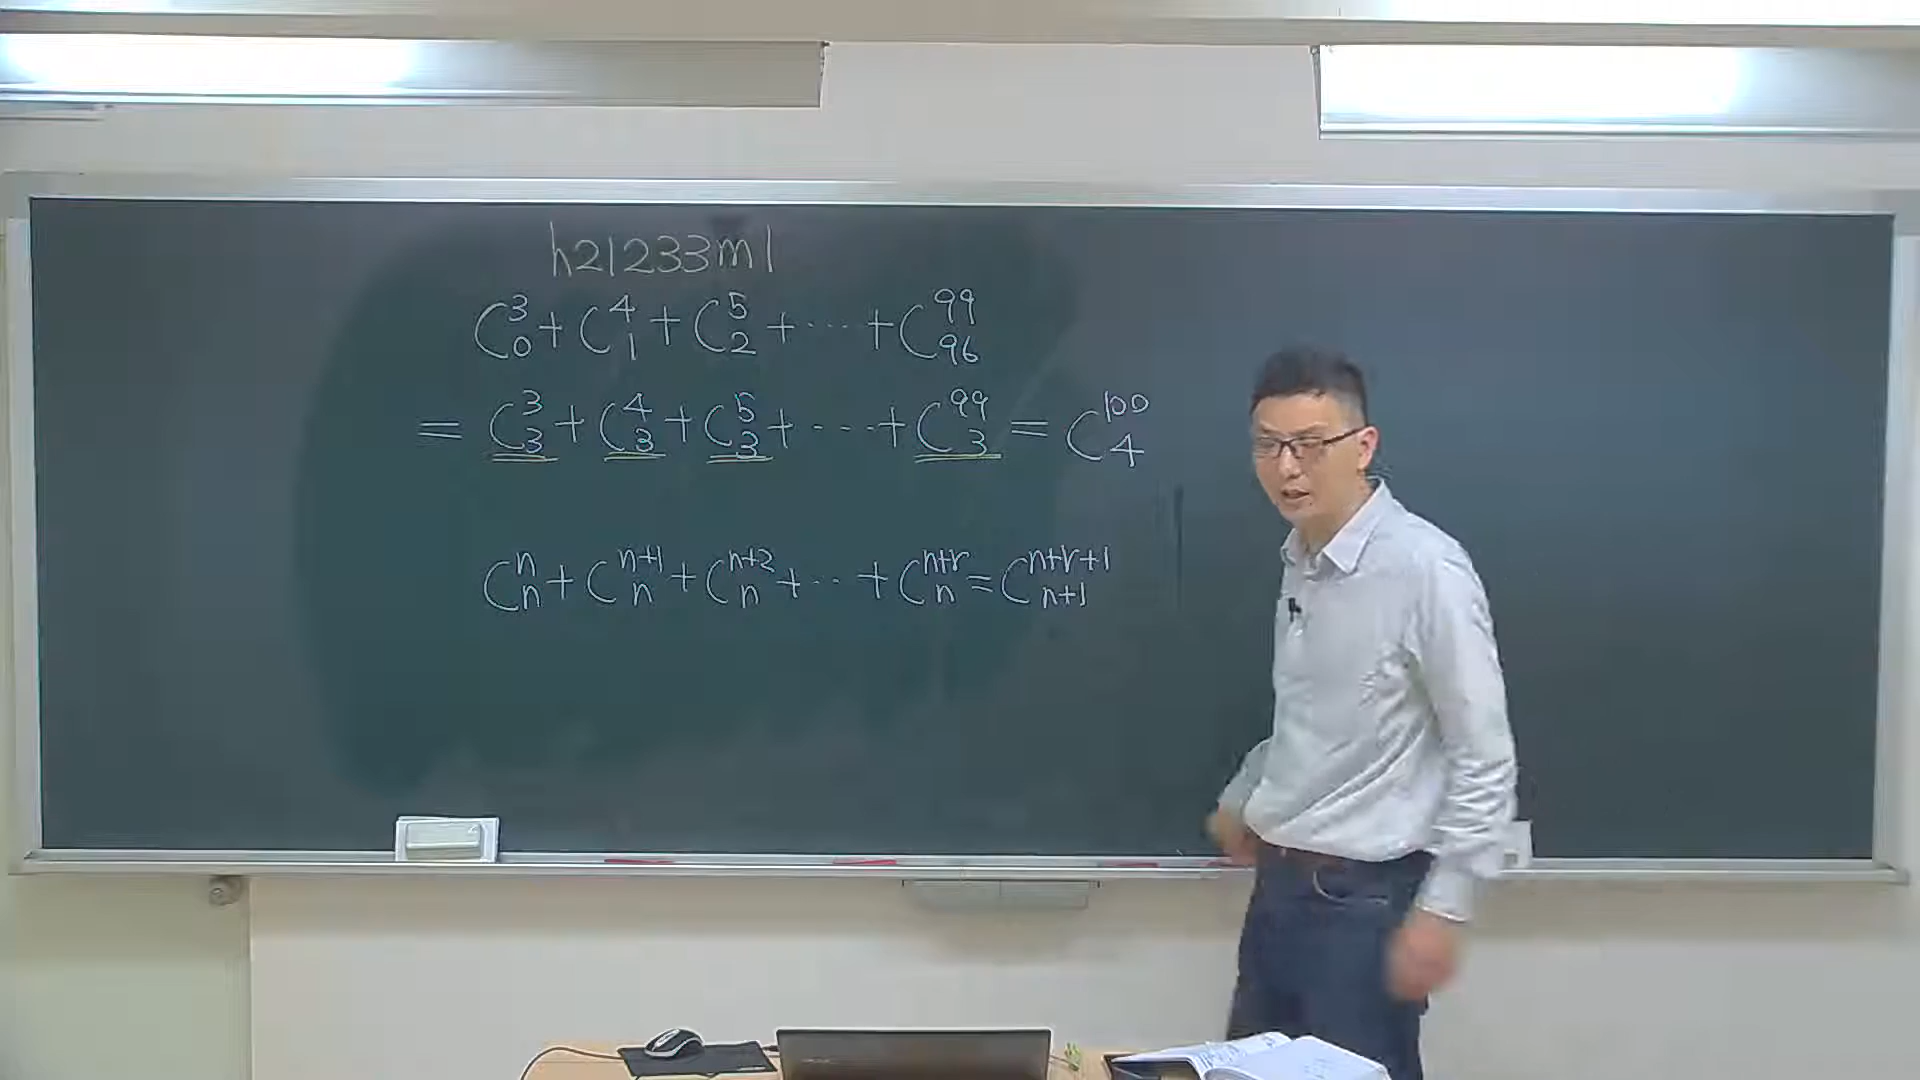 h21233m1
C^3_0 + C^4_1 + C^5_2 + ⋯ + C^99_96
= C^3_3 + C^4_3 + C^5_3 + ⋯ + C^99_3 = C^100_4
C^n_n + C^{n+1}_n + C^{n+2}_n + ⋯ + C^{n+r}_n = C^{n+r+1}_{n+1}